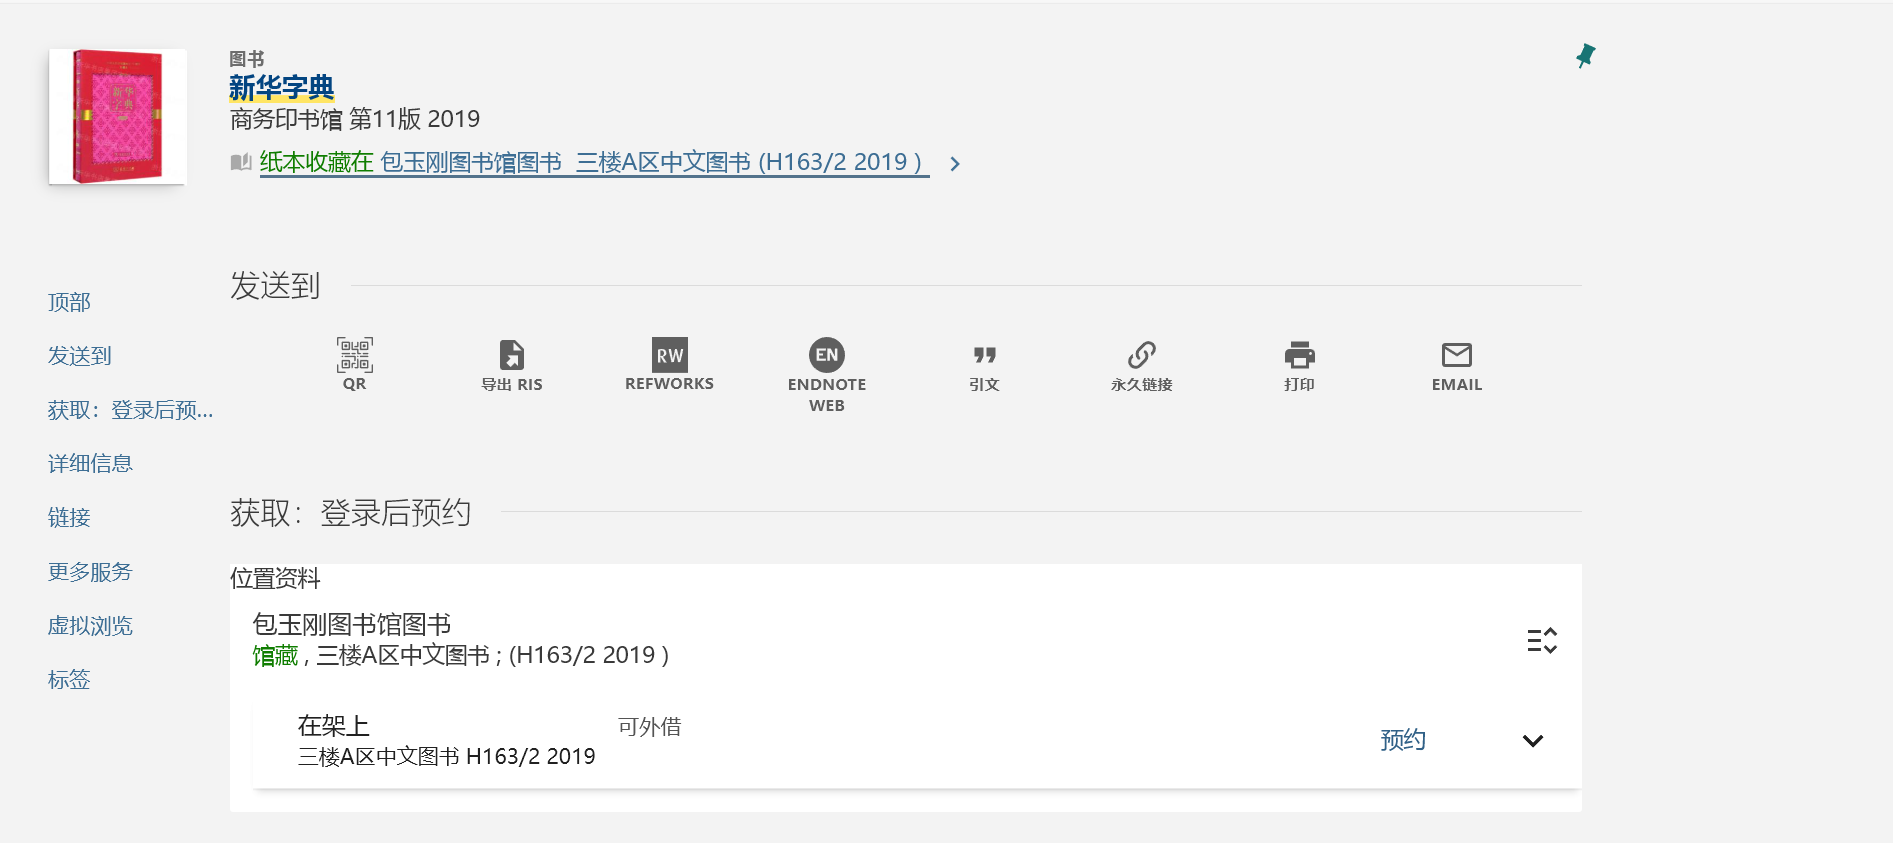 图书
新华字典
商务印书馆 第11版 2019
纸本收藏在 包玉刚图书馆图书 三楼A区中文图书 (H163/2 2019 )
新华
字典
顶部
发送到
获取：登录后预...
详细信息
链接
更多服务
虚拟浏览
标签
发送到
QR
导出 RIS
RW
REFWORKS
EN
ENDNOTE
WEB
引文
永久链接
打印
EMAIL
获取：登录后预约
位置资料
包玉刚图书馆图书
馆藏 , 三楼A区中文图书 ; (H163/2 2019 )
在架上
可外借
三楼A区中文图书 H163/2 2019
预约